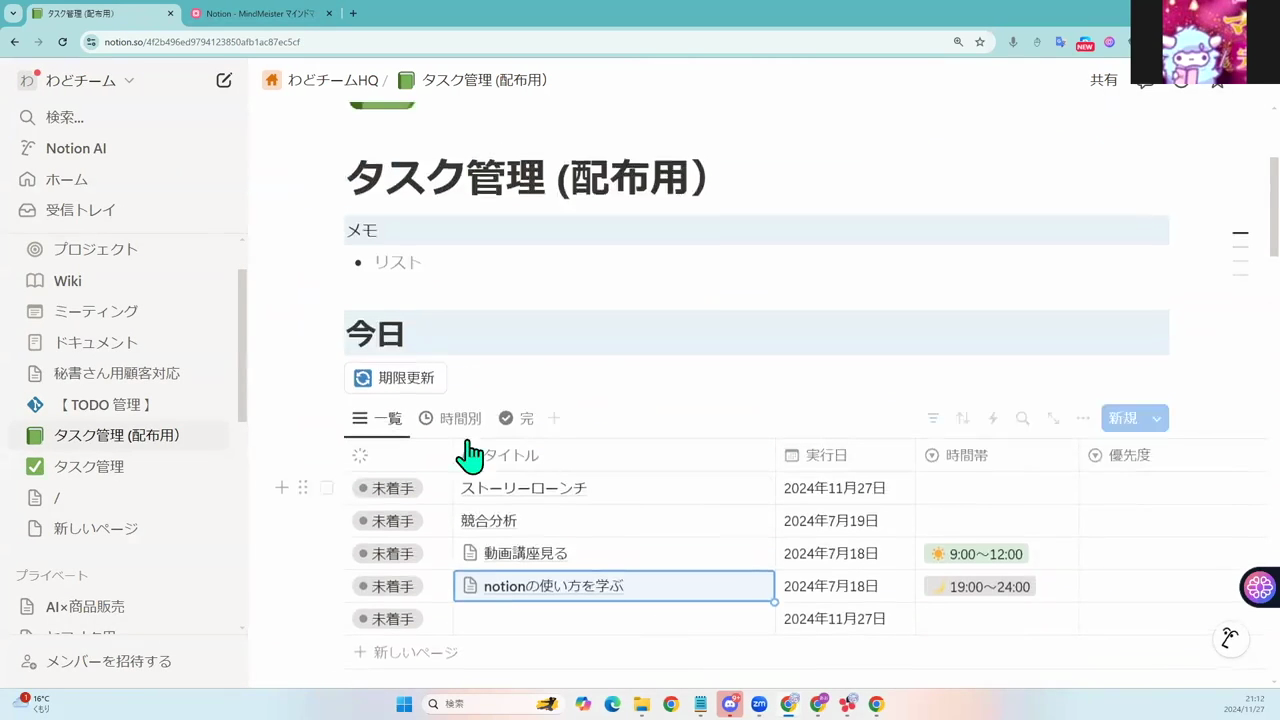 タスク管理 (配布用)
Notion - MindMeister マインドマ
notion.so/4f2b496ed9794123850afb1ac87ec5cf
NEW
わ わどチーム
わどチームHQ / タスク管理 (配布用)
共有
検索...
Notion AI
ホーム
受信トレイ
プロジェクト
Wiki
ミーティング
ドキュメント
秘書さん用顧客対応
【 TODO 管理 】
タスク管理 (配布用)
タスク管理
/
新しいページ
プライベート
AI×商品販売
メンバーを招待する
タスク管理 (配布用)
メモ
リスト
今日
期限更新
一覧 時間別 完
新規
タイトル 実行日 時間帯 優先度
未着手 ストーリーローンチ 2024年11月27日
未着手 競合分析 2024年7月19日
未着手 動画講座見る 2024年7月18日 9:00〜12:00
未着手 notionの使い方を学ぶ 2024年7月18日 19:00〜24:00
未着手 2024年11月27日
新しいページ
1 16°C
くもり
検索
21:12
2024/11/27